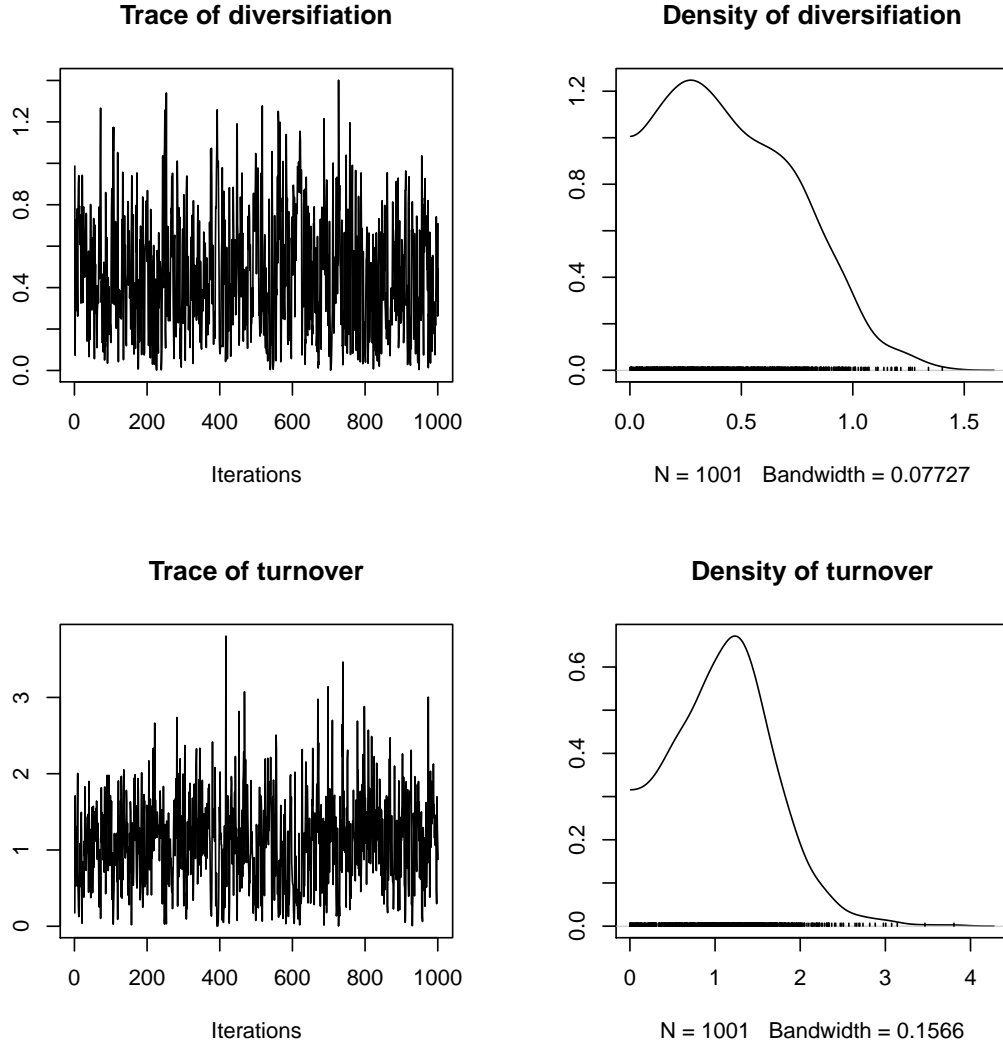 Trace of diversifiation
0.0 0.4 0.8 1.2
0 200 400 600 800 1000
Iterations
Density of diversifiation
0.0 0.4 0.8 1.2
0.0 0.5 1.0 1.5
N = 1001 Bandwidth = 0.07727
Trace of turnover
0 1 2 3
0 200 400 600 800 1000
Iterations
Density of turnover
0.0 0.2 0.4 0.6
0 1 2 3 4
N = 1001 Bandwidth = 0.1566